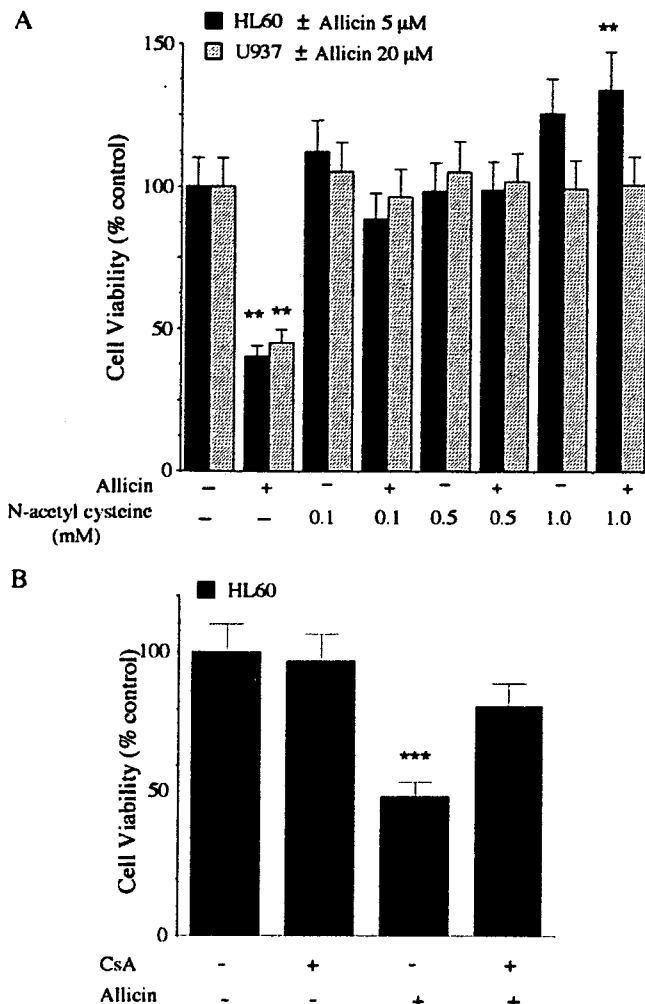 A
HL60 ± Allicin 5 µM
U937 ± Allicin 20 µM
150
**
100
** **
50
0
Cell Viability (% control)
Allicin – + – + – + – +
N-acetyl cysteine – – 0.1 0.1 0.5 0.5 1.0 1.0
(mM)
B
HL60
100
***
50
0
Cell Viability (% control)
CsA - + - +
Allicin - - + +